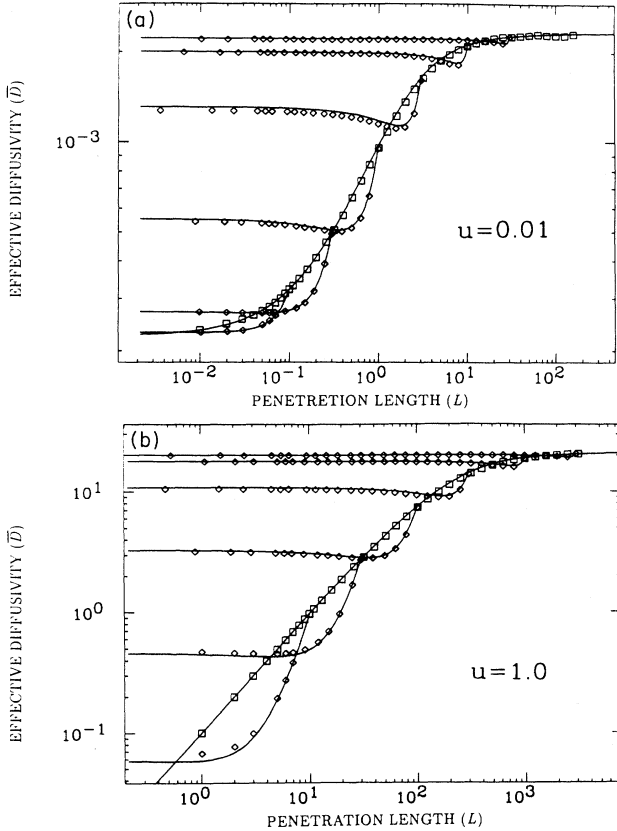 (a)
EFFECTIVE DIFFUSIVITY (D̅)
10⁻³
u=0.01
10⁻² 10⁻¹ 10⁰ 10¹ 10²
PENETRETION LENGTH (L)
(b)
EFFECTIVE DIFFUSIVITY (D̅)
10¹
10⁰
10⁻¹
u=1.0
10⁰ 10¹ 10² 10³
PENETRATION LENGTH (L)